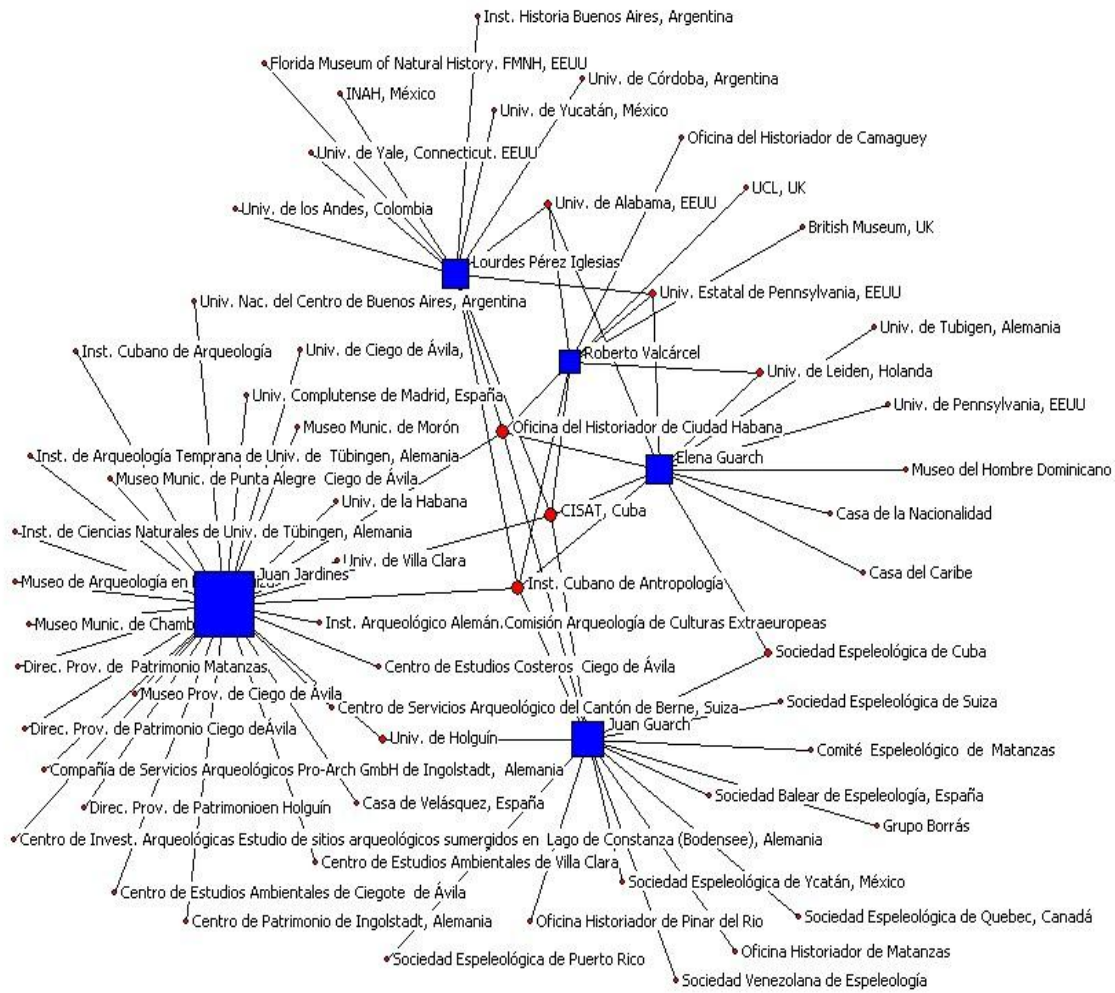 Inst. Historia Buenos Aires, Argentina
Florida Museum of Natural History. FMNH, EEUU
Univ. de Córdoba, Argentina
INAH, México
Univ. de Yucatán, México
Oficina del Historiador de Camaguey
Univ. de Yale, Connecticut. EEUU
UCL, UK
Univ. de Alabama, EEUU
Univ. de los Andes, Colombia
British Museum, UK
Lourdes Pérez Iglesias
Univ. Estatal de Pennsylvania, EEUU
Univ. Nac. del Centro de Buenos Aires, Argentina
Univ. de Tubigen, Alemania
Inst. Cubano de Arqueología
Univ. de Ciego de Ávila,
Roberto Valcárcel
Univ. de Leiden, Holanda
Univ. Complutense de Madrid, España
Univ. de Pennsylvania, EEUU
Museo Munic. de Morón
Oficina del Historiador de Ciudad Habana
Inst. de Arqueología Temprana de Univ. de Tübingen, Alemania
Elena Guarch
Museo del Hombre Dominicano
Museo Munic. de Punta Alegre Ciego de Ávila
Univ. de la Habana
CISAT, Cuba
Casa de la Nacionalidad
Inst. de Ciencias Naturales de Univ. de Tübingen, Alemania
Univ. de Villa Clara
Casa del Caribe
Museo de Arqueología en
Juan Jardines
Inst. Cubano de Antropología
Museo Munic. de Chamb
Inst. Arqueológico Alemán.Comisión Arqueología de Culturas Extraeuropeas
Sociedad Espeleológica de Cuba
Direc. Prov. de Patrimonio Matanzas
Centro de Estudios Costeros Ciego de Ávila
Museo Prov. de Ciego de Ávila
Sociedad Espeleológica de Suiza
Centro de Servicios Arqueológico del Cantón de Berne, Suiza
Juan Guarch
Direc. Prov. de Patrimonio Ciego deÁvila
Univ. de Holguín
Comité Espeleológico de Matanzas
Compañía de Servicios Arqueológicos Pro-Arch GmbH de Ingolstadt, Alemania
Sociedad Balear de Espeleología, España
Direc. Prov. de Patrimonioen Holguín
Casa de Velásquez, España
Grupo Borrás
Centro de Invest. Arqueológicas Estudio de sitios arqueológicos sumergidos en Lago de Constanza (Bodensee), Alemania
Centro de Estudios Ambientales de Villa Clara
Sociedad Espeleológica de Ycatán, México
Centro de Estudios Ambientales de Ciegote de Ávila
Sociedad Espeleológica de Quebec, Canadá
Centro de Patrimonio de Ingolstadt, Alemania
Oficina Historiador de Pinar del Rio
Oficina Historiador de Matanzas
Sociedad Espeleológica de Puerto Rico
Sociedad Venezolana de Espeleología